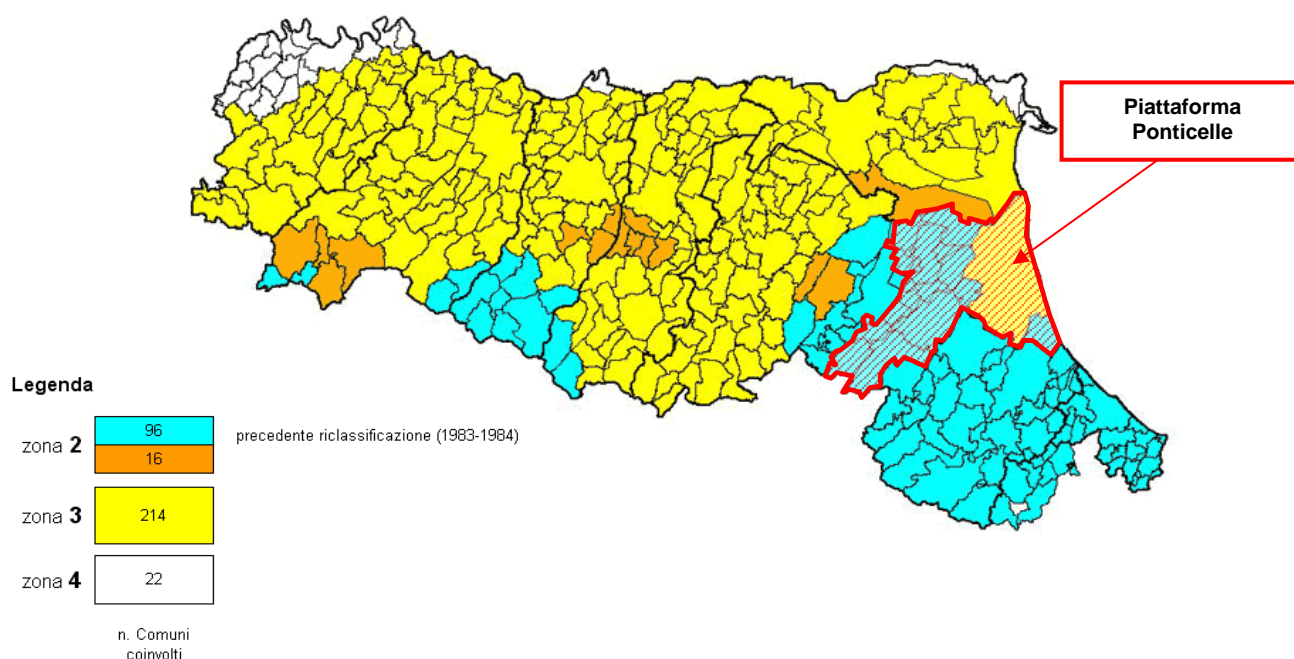 Piattaforma
Ponticelle
Legenda
zona 2
96
precedente riclassificazione (1983-1984)
16
zona 3
214
zona 4
22
n. Comuni
coinvolti